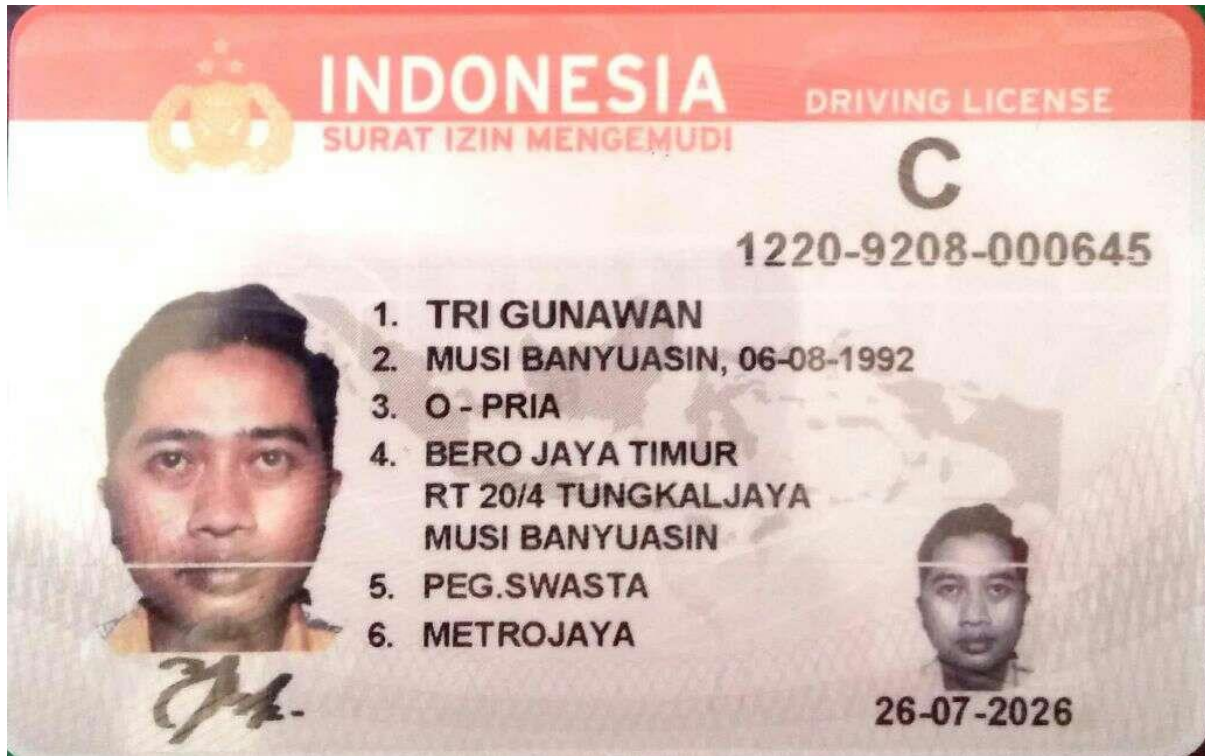 INDONESIA
SURAT IZIN MENGEMUDI
DRIVING LICENSE
C
1220-9208-000645
1. TRI GUNAWAN
2. MUSI BANYUASIN, 06-08-1992
3. O - PRIA
4. BERO JAYA TIMUR
RT 20/4 TUNGKALJAYA
MUSI BANYUASIN
5. PEG.SWASTA
6. METROJAYA
26-07-2026